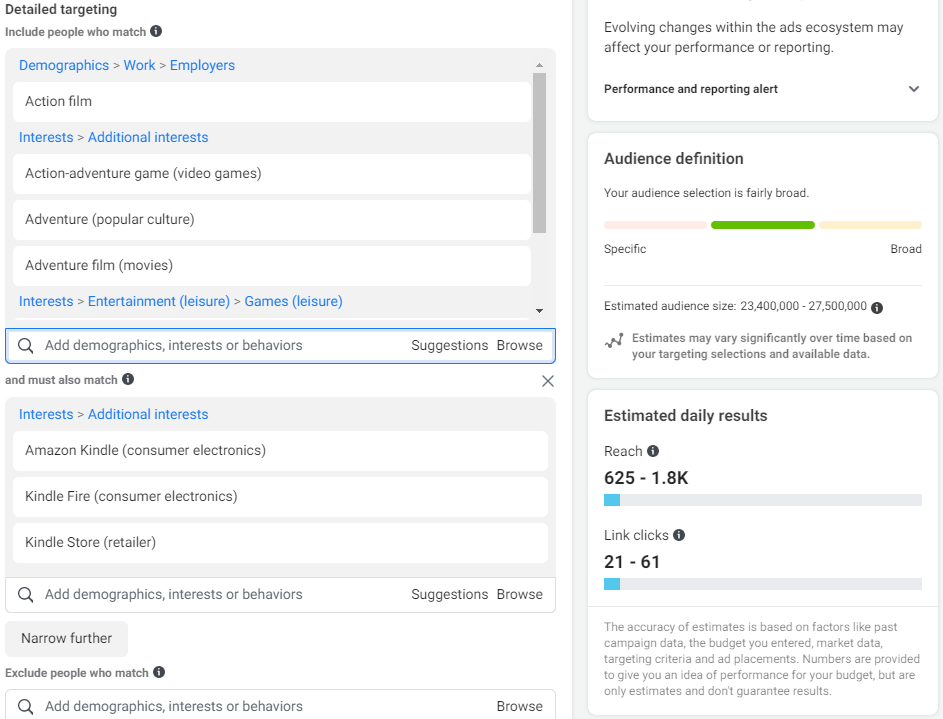 Detailed targeting
Include people who match
Demographics > Work > Employers
Action film
Interests > Additional interests
Action-adventure game (video games)
Adventure (popular culture)
Adventure film (movies)
Interests > Entertainment (leisure) > Games (leisure)
Add demographics, interests or behaviors Suggestions Browse
and must also match
Interests > Additional interests
Amazon Kindle (consumer electronics)
Kindle Fire (consumer electronics)
Kindle Store (retailer)
Add demographics, interests or behaviors Suggestions Browse
Narrow further
Exclude people who match
Add demographics, interests or behaviors Browse
Evolving changes within the ads ecosystem may
affect your performance or reporting.
Performance and reporting alert
Audience definition
Your audience selection is fairly broad.
Specific Broad
Estimated audience size: 23,400,000 - 27,500,000
Estimates may vary significantly over time based on
your targeting selections and available data.
Estimated daily results
Reach
625 - 1.8K
Link clicks
21 - 61
The accuracy of estimates is based on factors like past
campaign data, the budget you entered, market data,
targeting criteria and ad placements. Numbers are provided
to give you an idea of performance for your budget, but are
only estimates and don't guarantee results.